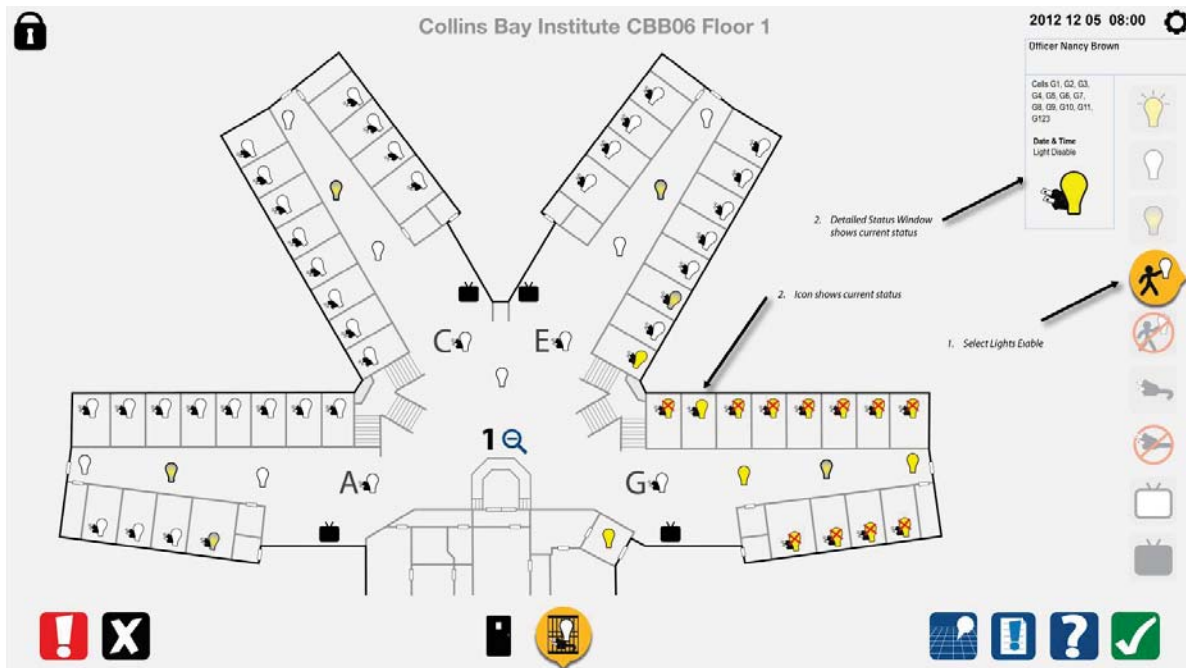 Collins Bay Institute CBB06 Floor 1
2012 12 05 08:00
Officer Nancy Brown
Cells G1, G2, G3,
G4, G5, G6, G7,
G8, G9, G10, G11,
G123
Date & Time
Light Disable
2. Detailed Status Window
shows current status
2. Icon shows current status
1. Select Lights Enable
C
E
1
A
G